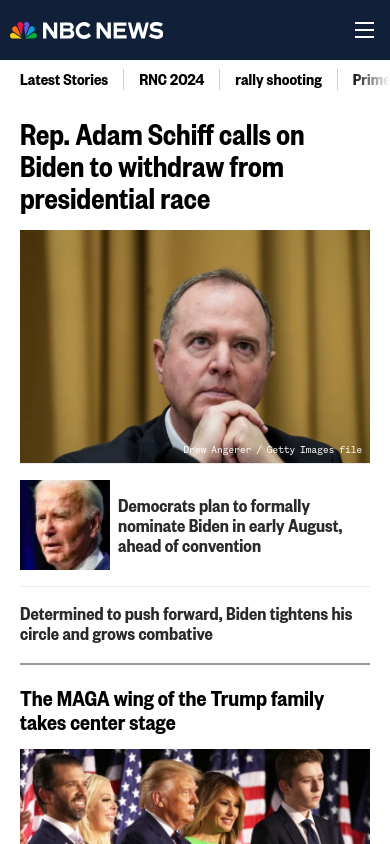 NBC NEWS
Latest Stories
RNC 2024
rally shooting
Prime
Rep. Adam Schiff calls on
Biden to withdraw from
presidential race
Drew Angerer / Getty Images file
Democrats plan to formally
nominate Biden in early August,
ahead of convention
Determined to push forward, Biden tightens his
circle and grows combative
The MAGA wing of the Trump family
takes center stage